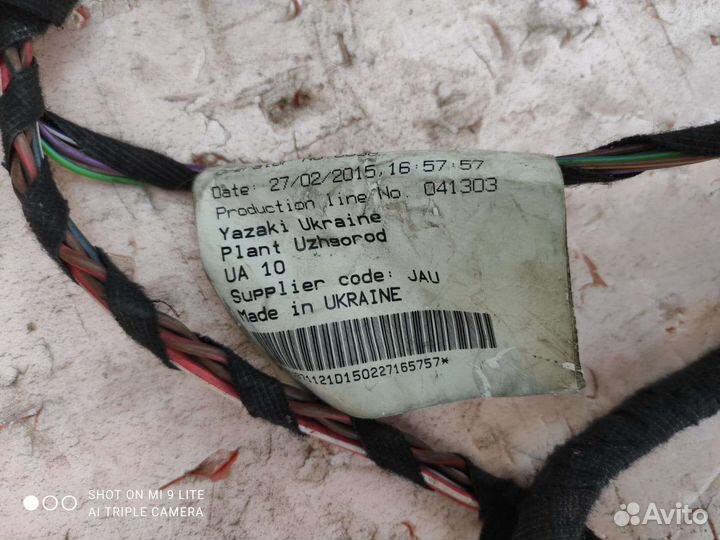 Date: 27/02/2015,16:57:57
Production line No. 041303
Yazaki Ukraine
Plant Uzhgorod
UA 10
Supplier code: JAU
Made in UKRAINE
71121D150227165757*
SHOT ON MI 9 LITE
AI TRIPLE CAMERA
Avito